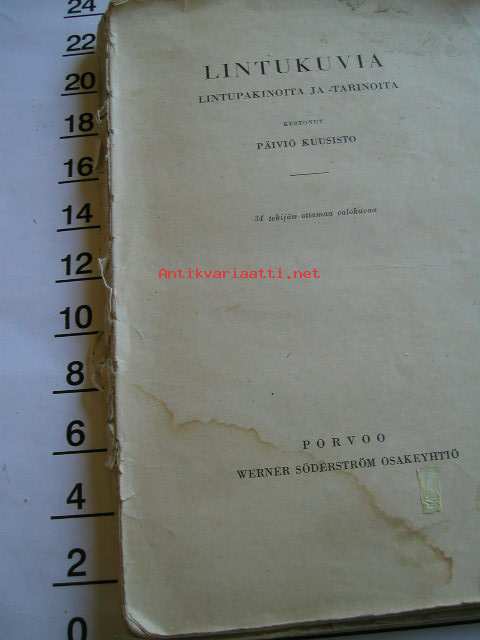 24
22
20
18
16
14
12
10
8
6
4
2
0
LINTUKUVIA
LINTUPAKINOITA JA -TARINOITA
KERTONUT
PÄIVIÖ KUUSISTO
34 tekijän ottamaa valokuvaa
Antikvariaatti.net
PORVOO
WERNER SÖDERSTRÖM OSAKEYHTIÖ